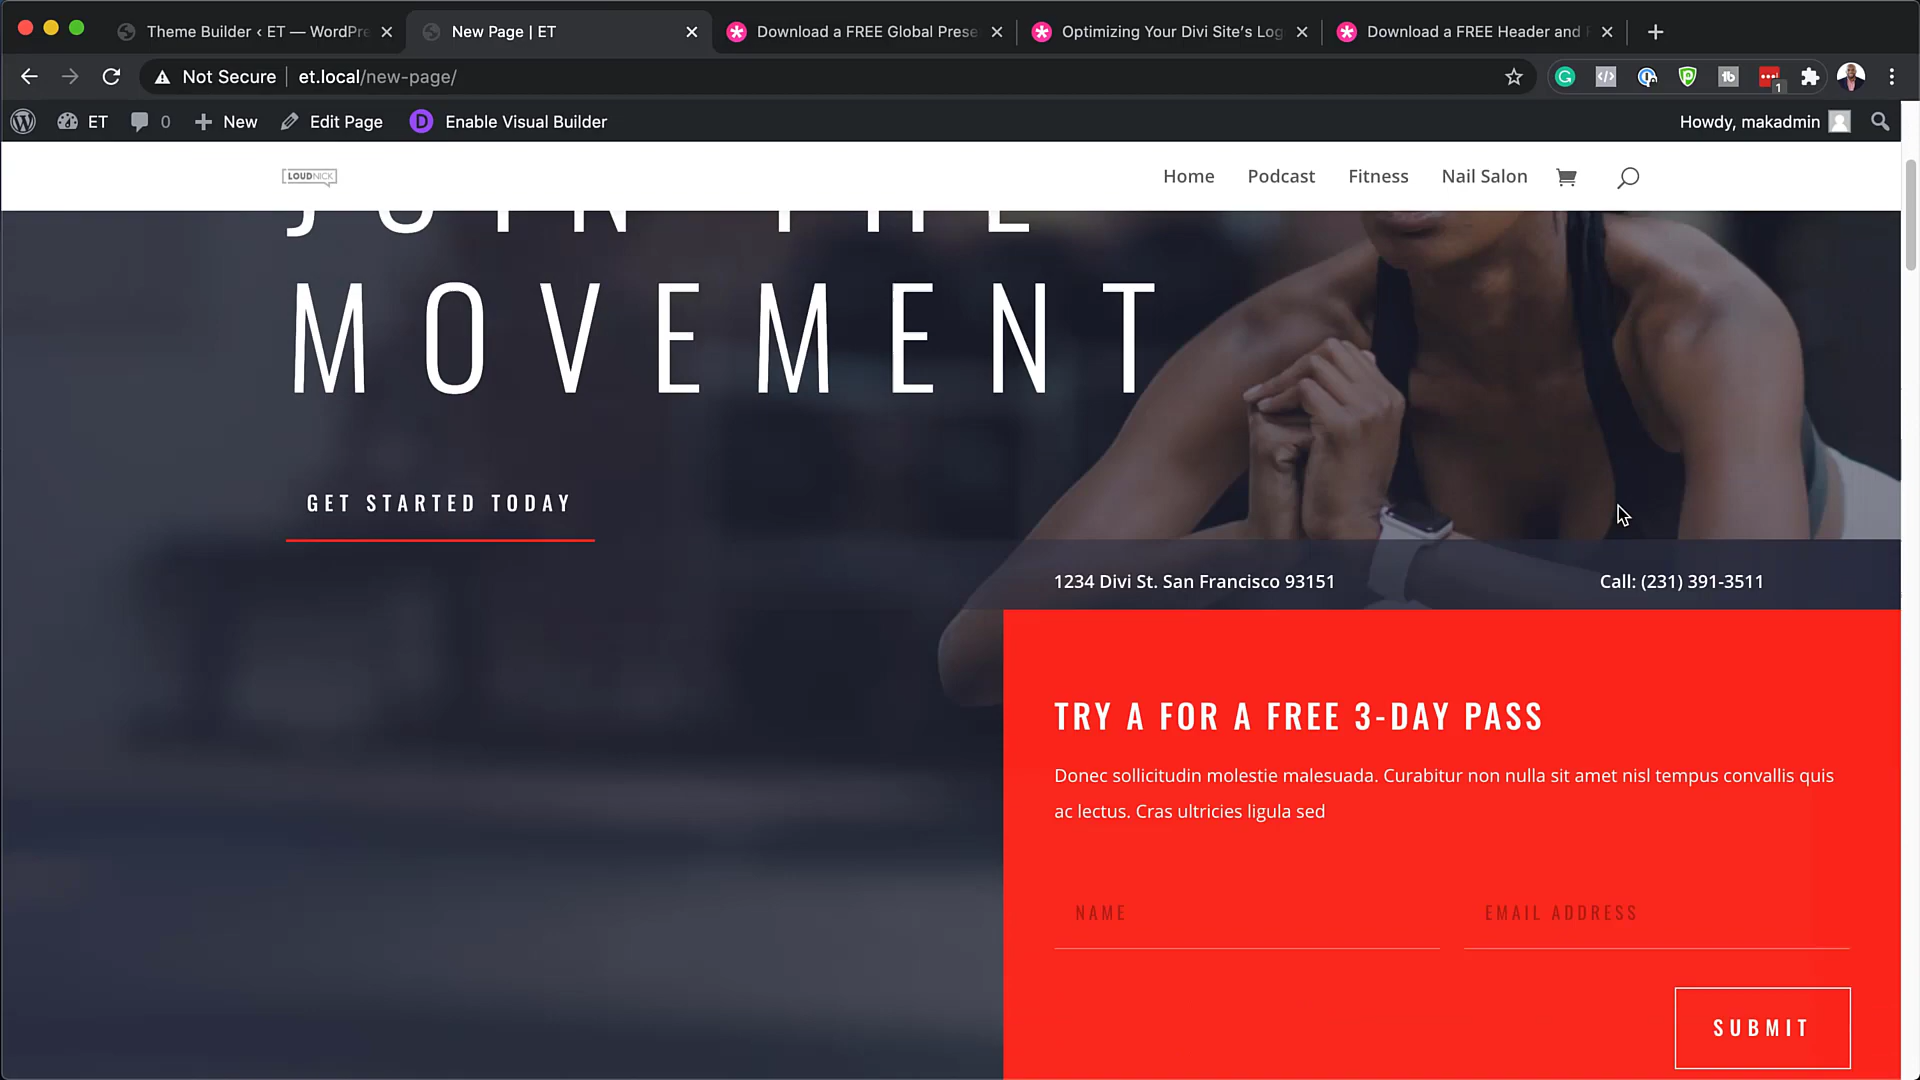 Theme Builder ‹ ET — WordPre
New Page | ET
Download a FREE Global Prese
Optimizing Your Divi Site's Log
Download a FREE Header and
Not Secure
et.local/new-page/
1
ET
0
New
Edit Page
D
Enable Visual Builder
Howdy, makadmin
LOUDNICK
Home
Podcast
Fitness
Nail Salon
JOIN THE
MOVEMENT
GET STARTED TODAY
1234 Divi St. San Francisco 93151
Call: (231) 391-3511
TRY A FOR A FREE 3-DAY PASS
Donec sollicitudin molestie malesuada. Curabitur non nulla sit amet nisl tempus convallis quis
ac lectus. Cras ultricies ligula sed
NAME
EMAIL ADDRESS
SUBMIT